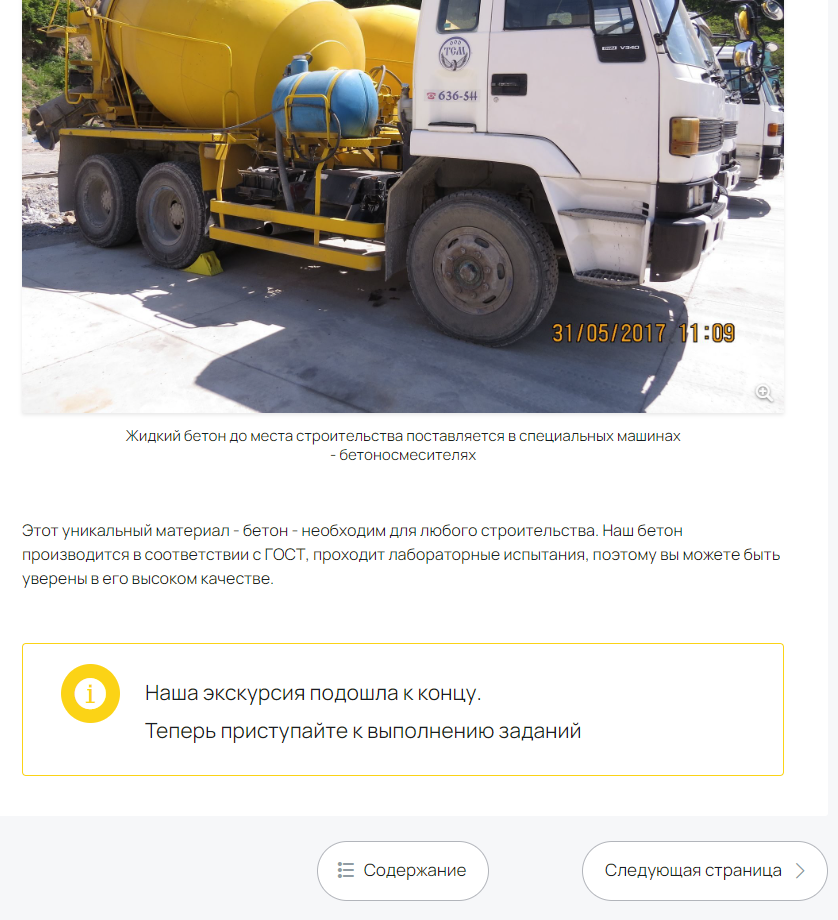 ТСМ
636-511
V340
31/05/2017 11:09
Жидкий бетон до места строительства поставляется в специальных машинах
- бетоносмесителях
Этот уникальный материал - бетон - необходим для любого строительства. Наш бетон
производится в соответствии с ГОСТ, проходит лабораторные испытания, поэтому вы можете быть
уверены в его высоком качестве.
Наша экскурсия подошла к концу.
Теперь приступайте к выполнению заданий
Содержание
Следующая страница